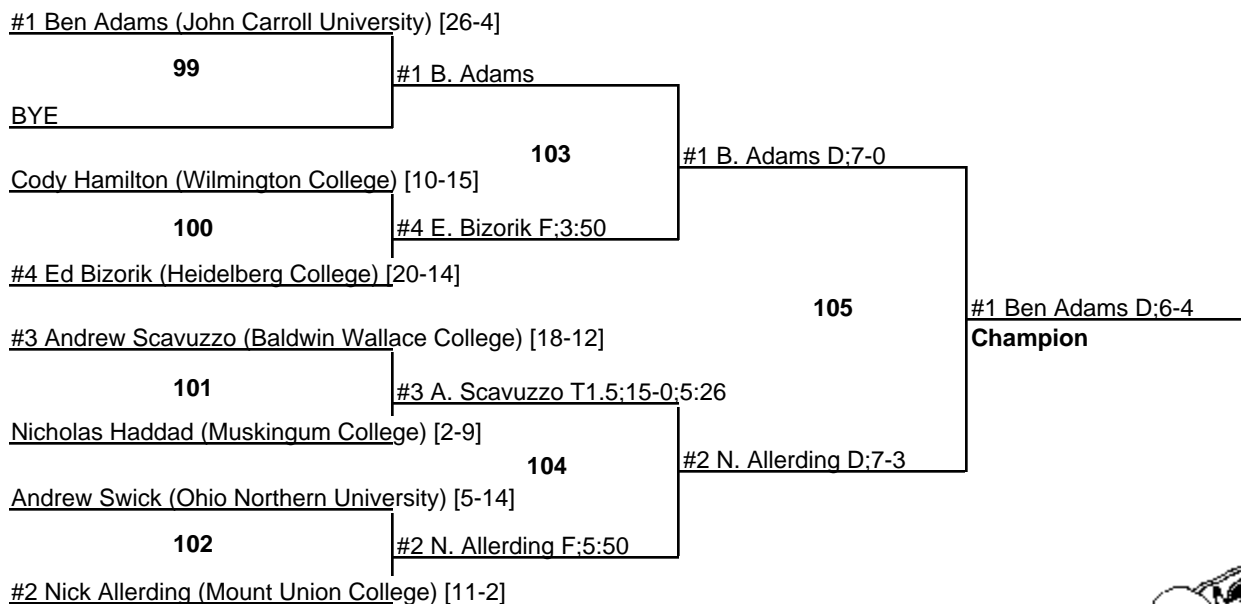 #1 Ben Adams (John Carroll University) [26-4]
99
#1 B. Adams
BYE
103
#1 B. Adams D;7-0
Cody Hamilton (Wilmington College) [10-15]
100
#4 E. Bizorik F;3:50
#4 Ed Bizorik (Heidelberg College) [20-14]
105
#1 Ben Adams D;6-4
Champion
#3 Andrew Scavuzzo (Baldwin Wallace College) [18-12]
101
#3 A. Scavuzzo T1.5;15-0;5:26
Nicholas Haddad (Muskingum College) [2-9]
104
#2 N. Allerding D;7-3
Andrew Swick (Ohio Northern University) [5-14]
102
#2 N. Allerding F;5:50
#2 Nick Allerding (Mount Union College) [11-2]